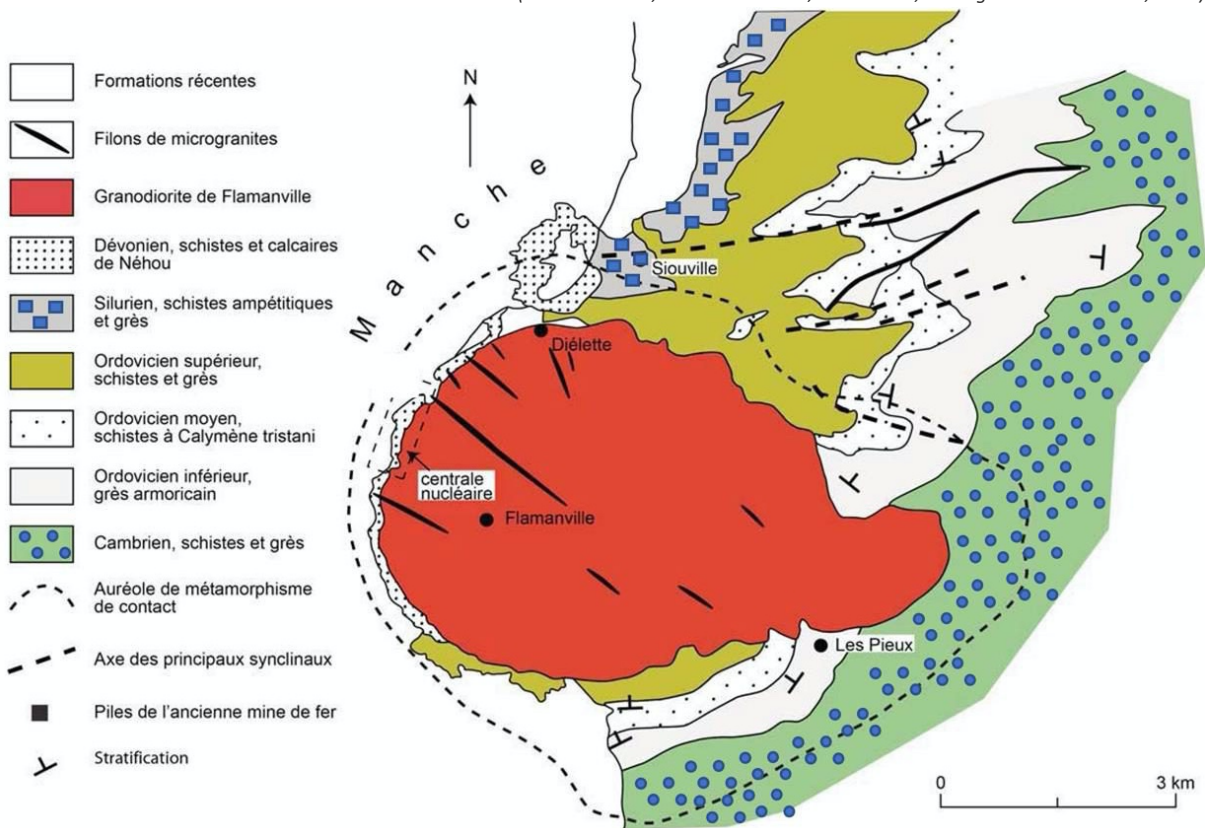 Formations récentes
Filons de microgranites
Granodiorite de Flamanville
Dévonien, schistes et calcaires
de Néhou
Silurien, schistes ampétitiques
et grès
Ordovicien supérieur,
schistes et grès
Ordovicien moyen,
schistes à Calymène tristani
Ordovicien inférieur,
grès armoricain
Cambrien, schistes et grès
Auréole de métamorphisme
de contact
Axe des principaux synclinaux
Piles de l'ancienne mine de fer
Stratification
N
Manche
Siouville
Diélette
centrale
nucléaire
Flamanville
Les Pieux
0 3 km